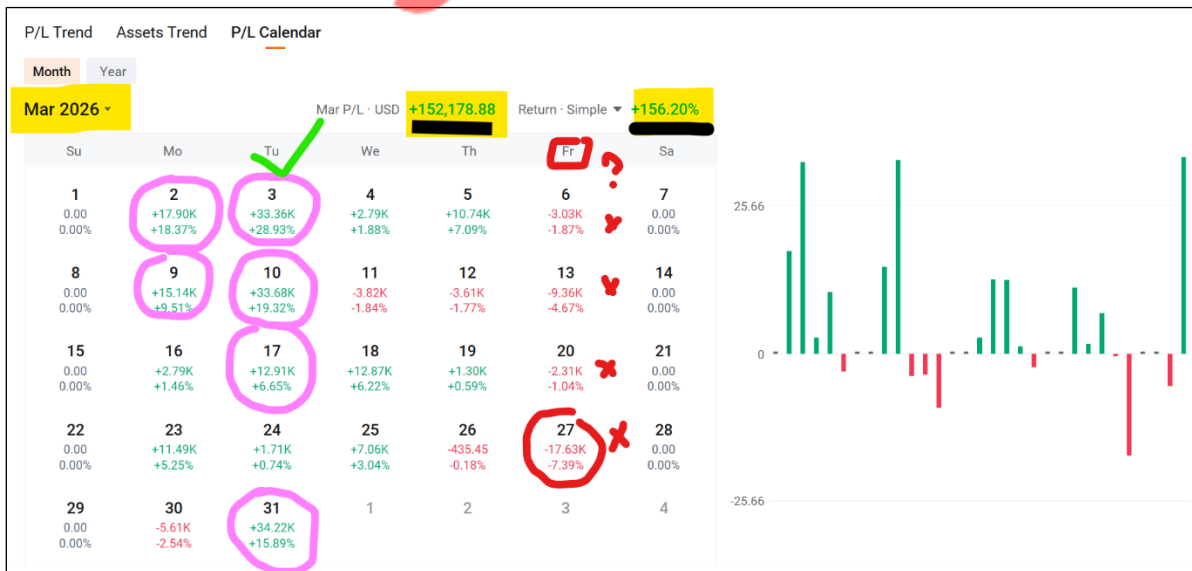 P/L Trend Assets Trend P/L Calendar
Month Year
Mar 2026 Mar P/L · USD +152,178.88 Return · Simple +156.20%
Su Mo Tu We Th Fr Sa
?
1 2 3 4 5 6 7
0.00 +17.90K +33.36K +2.79K +10.74K -3.03K 0.00
0.00% +18.37% +28.93% +1.88% +7.09% -1.87% 0.00%
8 9 10 11 12 13 14
0.00 +15.14K +33.68K -3.82K -3.61K -9.36K 0.00
0.00% +9.51% +19.32% -1.84% -1.77% -4.67% 0.00%
15 16 17 18 19 20 21
0.00 +2.79K +12.91K +12.87K +1.30K -2.31K 0.00
0.00% +1.46% +6.65% +6.22% +0.59% -1.04% 0.00%
22 23 24 25 26 27 28
0.00 +11.49K +1.71K +7.06K -435.45 -17.63K 0.00
0.00% +5.25% +0.74% +3.04% -0.18% -7.39% 0.00%
29 30 31 1 2 3 4
0.00 -5.61K +34.22K
0.00% -2.54% +15.89%
25.66
0
-25.66